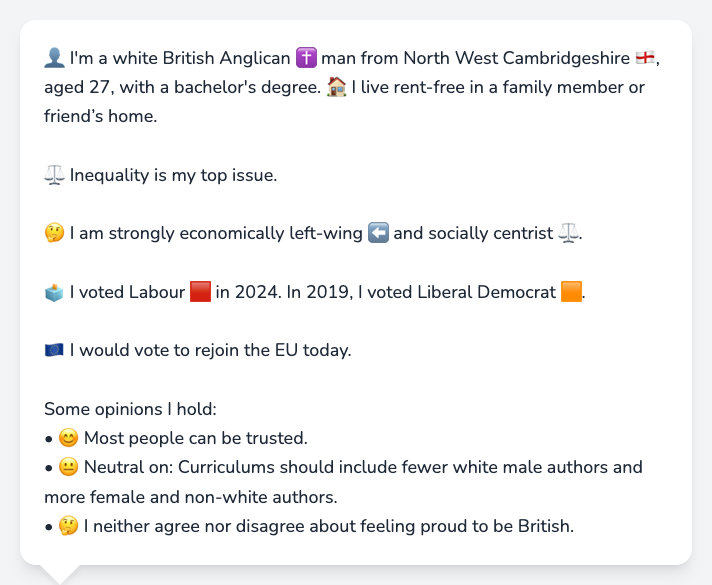 👤 I'm a white British Anglican ✝️ man from North West Cambridgeshire 🏴󠁧󠁢󠁥󠁮󠁧󠁿,
aged 27, with a bachelor's degree. 🏠 I live rent-free in a family member or
friend’s home.
⚖️ Inequality is my top issue.
🤔 I am strongly economically left-wing ⬅️ and socially centrist ⚖️.
🗳️ I voted Labour 🟥 in 2024. In 2019, I voted Liberal Democrat 🟧.
🇪🇺 I would vote to rejoin the EU today.
Some opinions I hold:
• 😊 Most people can be trusted.
• 😐 Neutral on: Curriculums should include fewer white male authors and
more female and non-white authors.
• 🤔 I neither agree nor disagree about feeling proud to be British.